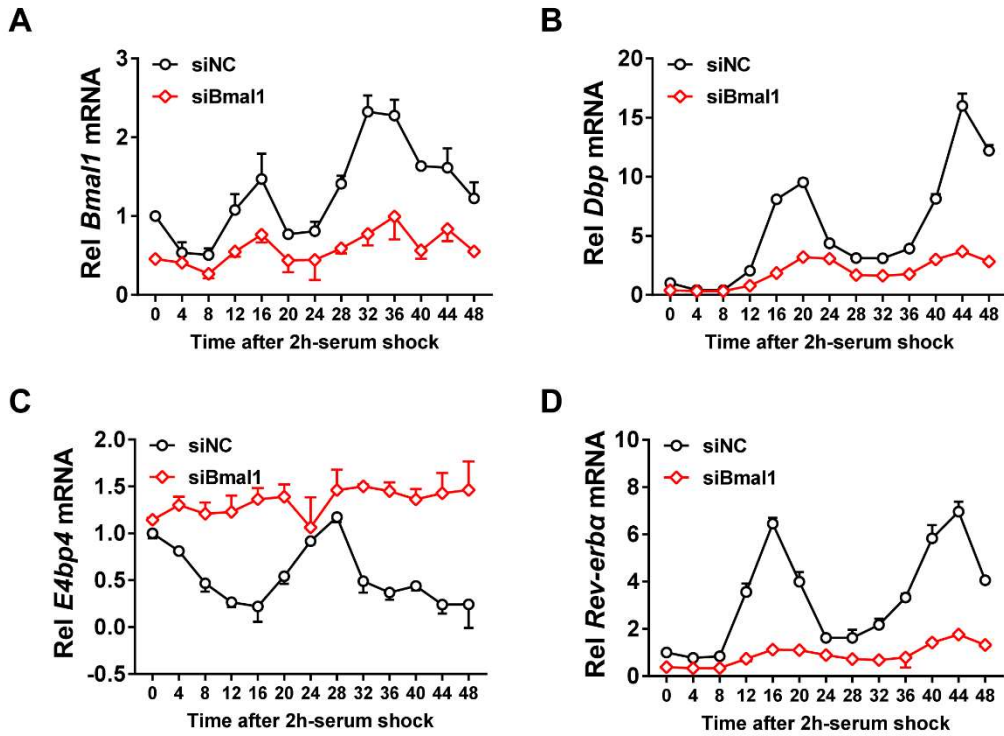 A
Rel Bmal1 mRNA
siNC
siBmal1
3
2
1
0
0 4 8 12 16 20 24 28 32 36 40 44 48
Time after 2h-serum shock
B
Rel Dbp mRNA
siNC
siBmal1
20
15
10
5
0
0 4 8 12 16 20 24 28 32 36 40 44 48
Time after 2h-serum shock
C
Rel E4bp4 mRNA
siNC
siBmal1
2.0
1.5
1.0
0.5
0.0
-0.5
0 4 8 12 16 20 24 28 32 36 40 44 48
Time after 2h-serum shock
D
Rel Rev-erbα mRNA
siNC
siBmal1
10
8
6
4
2
0
0 4 8 12 16 20 24 28 32 36 40 44 48
Time after 2h-serum shock